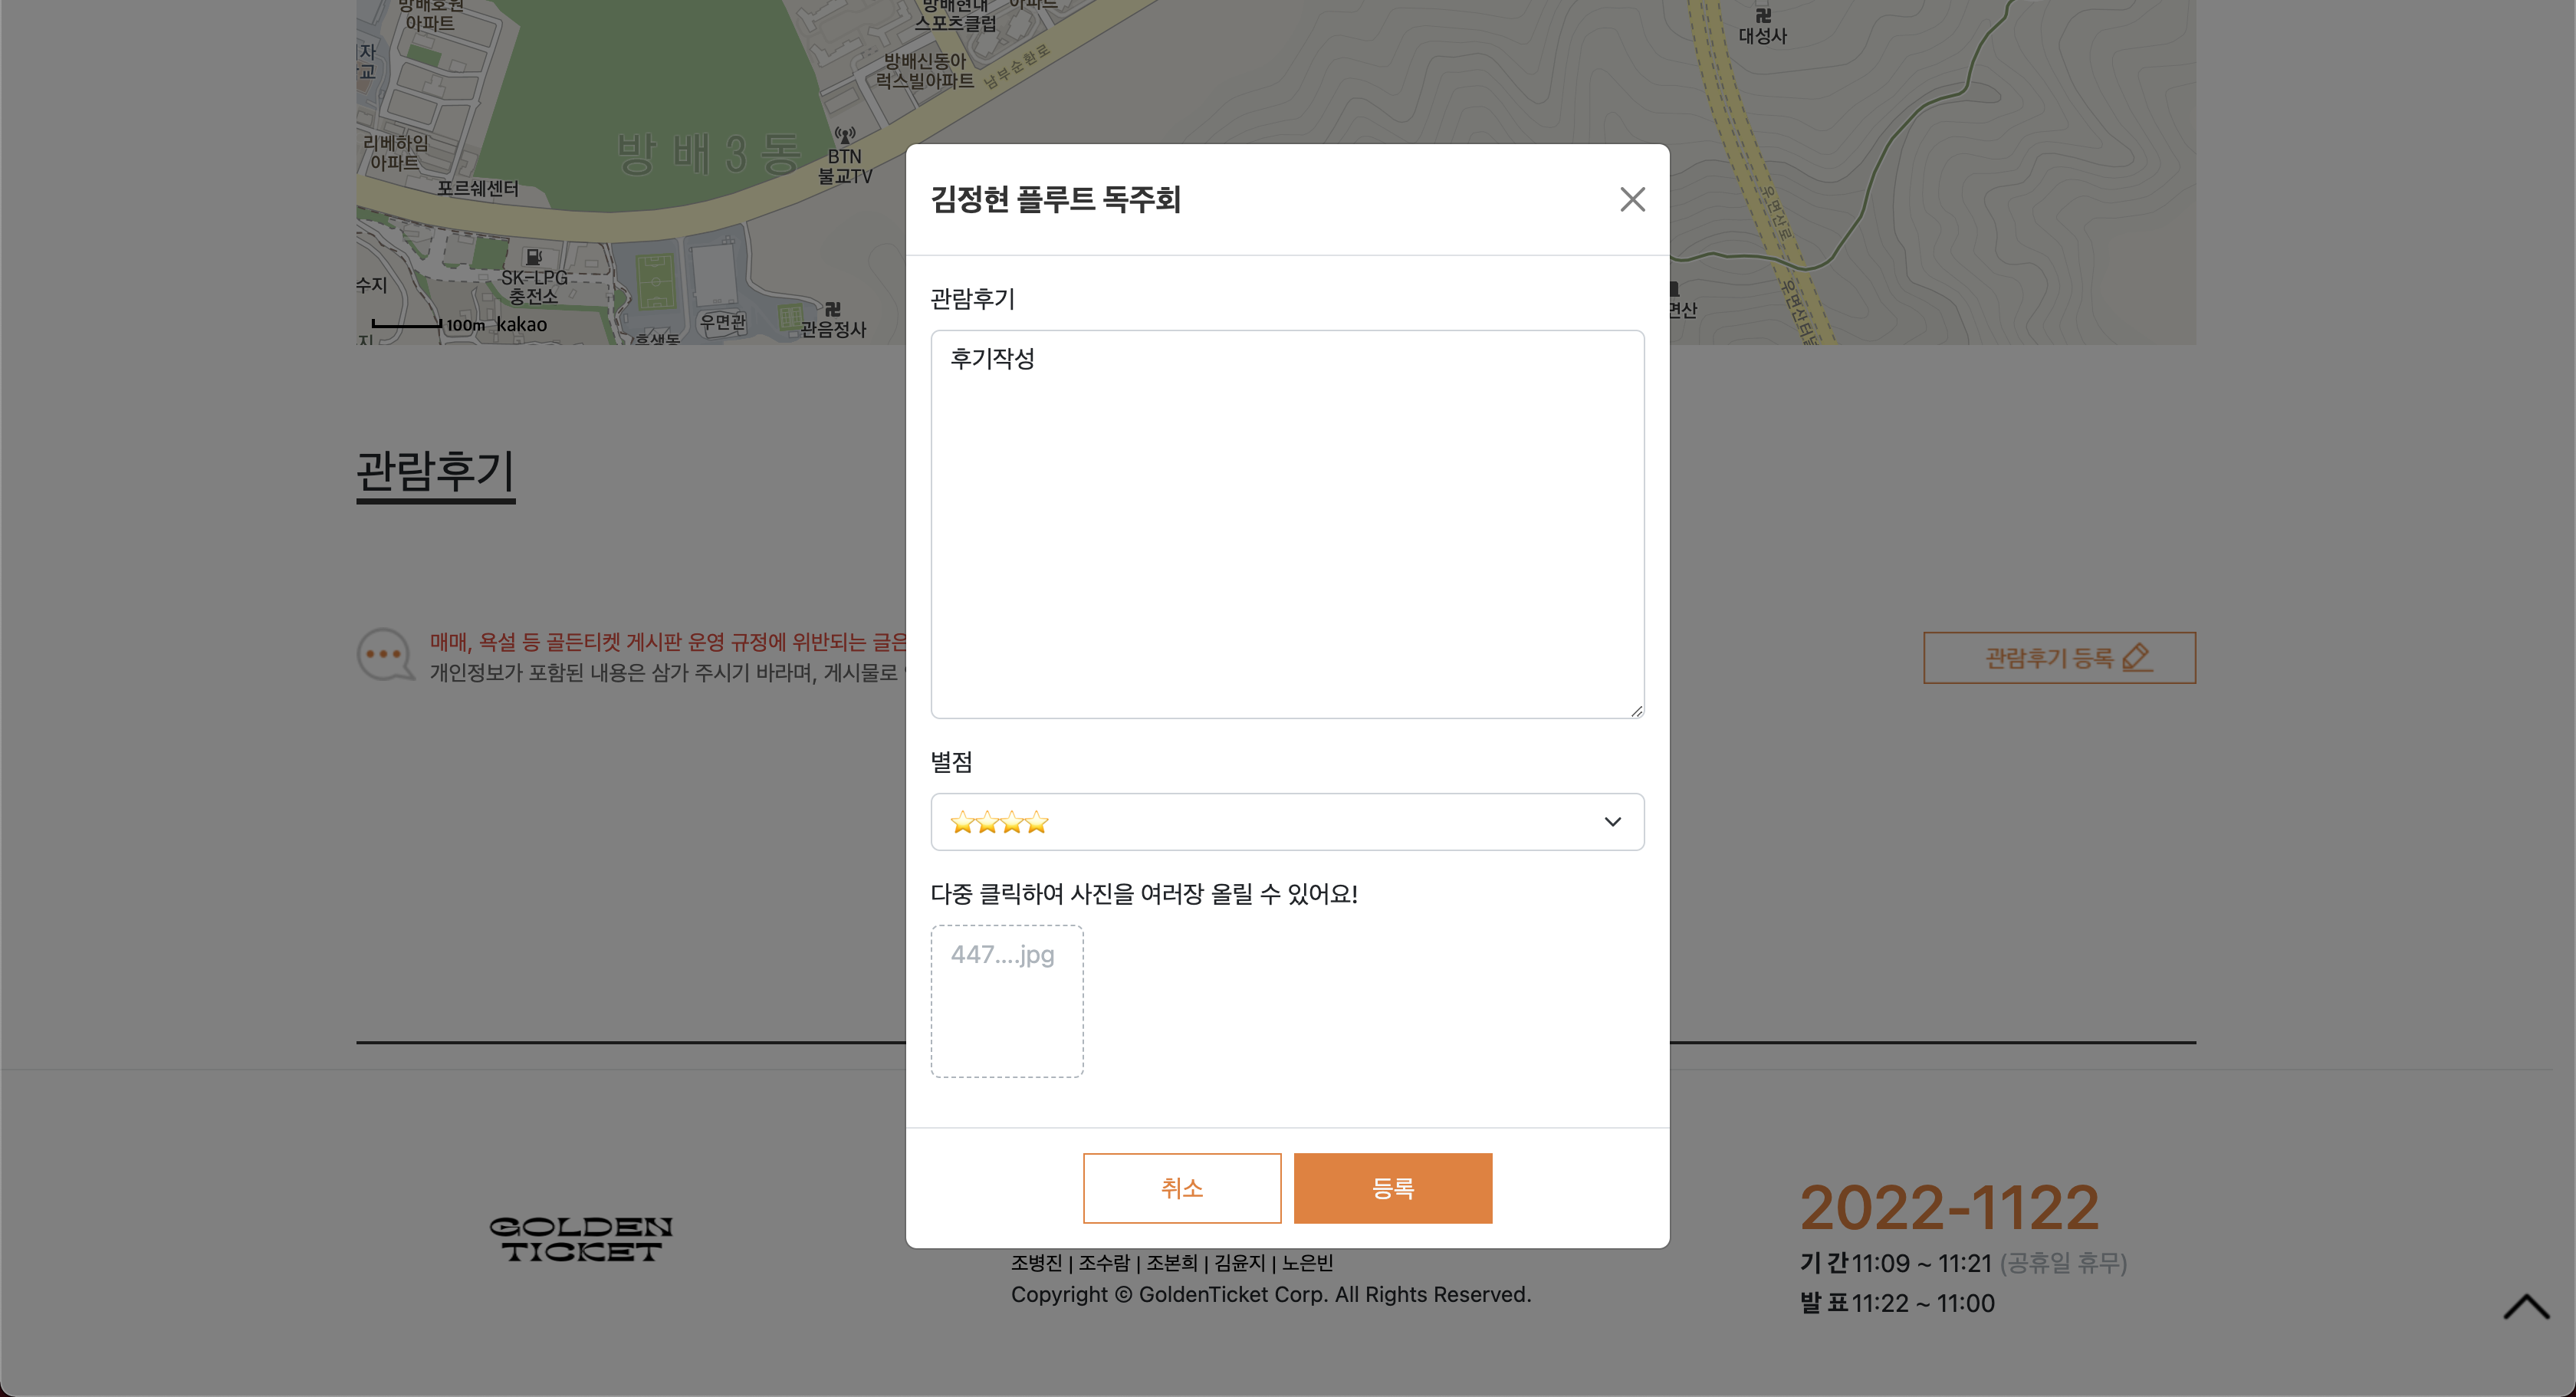 방배호원
아파트
방배현대
스포츠클럽
아파트
방배신동아
럭스빌아파트
남부순환로
대성사
리베하임
아파트
방배3동
BTN
불교TV
포르쉐센터
SK-LPG
충전소
수지
100m kakao
우면관
관음정사
후생동
우면산로
우면산터널
면산
김정현 플루트 독주회
관람후기
후기작성
별점
다중 클릭하여 사진을 여러장 올릴 수 있어요!
447....jpg
취소
등록
관람후기
매매, 욕설 등 골든티켓 게시판 운영 규정에 위반되는 글은
개인정보가 포함된 내용은 삼가 주시기 바라며, 게시물로
관람후기 등록
GOLDEN
TICKET
조병진 | 조수람 | 조본희 | 김윤지 | 노은빈
Copyright ⓒ GoldenTicket Corp. All Rights Reserved.
2022-1122
기 간 11:09 ~ 11:21 (공휴일 휴무)
발 표 11:22 ~ 11:00